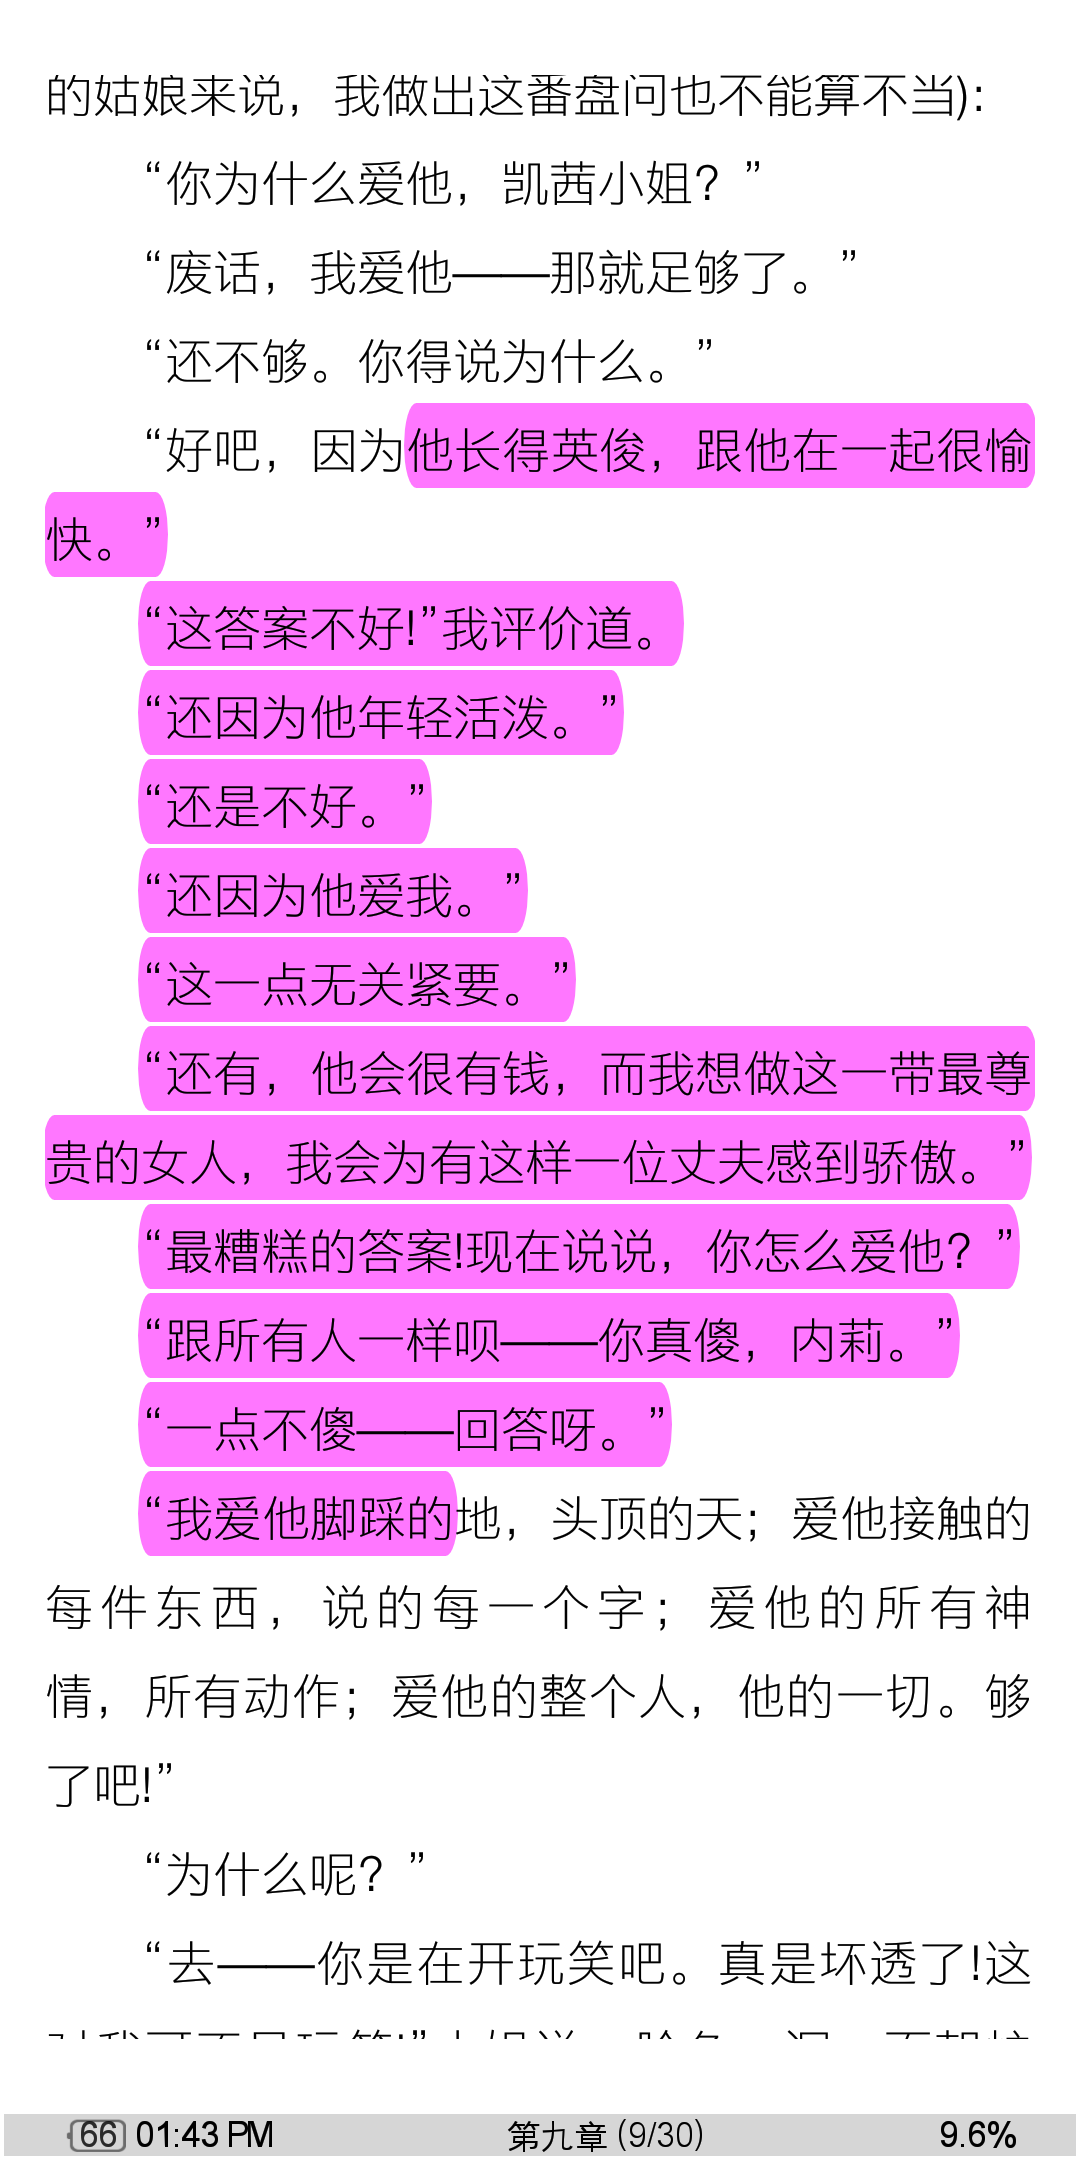 的姑娘来说，我做出这番盘问也不能算不当):
“你为什么爱他，凯茜小姐？”
“废话，我爱他——那就足够了。”
“还不够。你得说为什么。”
“好吧，因为他长得英俊，跟他在一起很愉
快。”
“这答案不好!”我评价道。
“还因为他年轻活泼。”
“还是不好。”
“还因为他爱我。”
“这一点无关紧要。”
“还有，他会很有钱，而我想做这一带最尊
贵的女人，我会为有这样一位丈夫感到骄傲。”
“最糟糕的答案!现在说说，你怎么爱他？”
“跟所有人一样呗——你真傻，内莉。”
“一点不傻——回答呀。”
“我爱他脚踩的地，头顶的天；爱他接触的
每件东西，说的每一个字；爱他的所有神
情，所有动作；爱他的整个人，他的一切。够
了吧!”
“为什么呢？”
“去——你是在开玩笑吧。真是坏透了!这
66 01:43 PM 第九章 (9/30) 9.6%